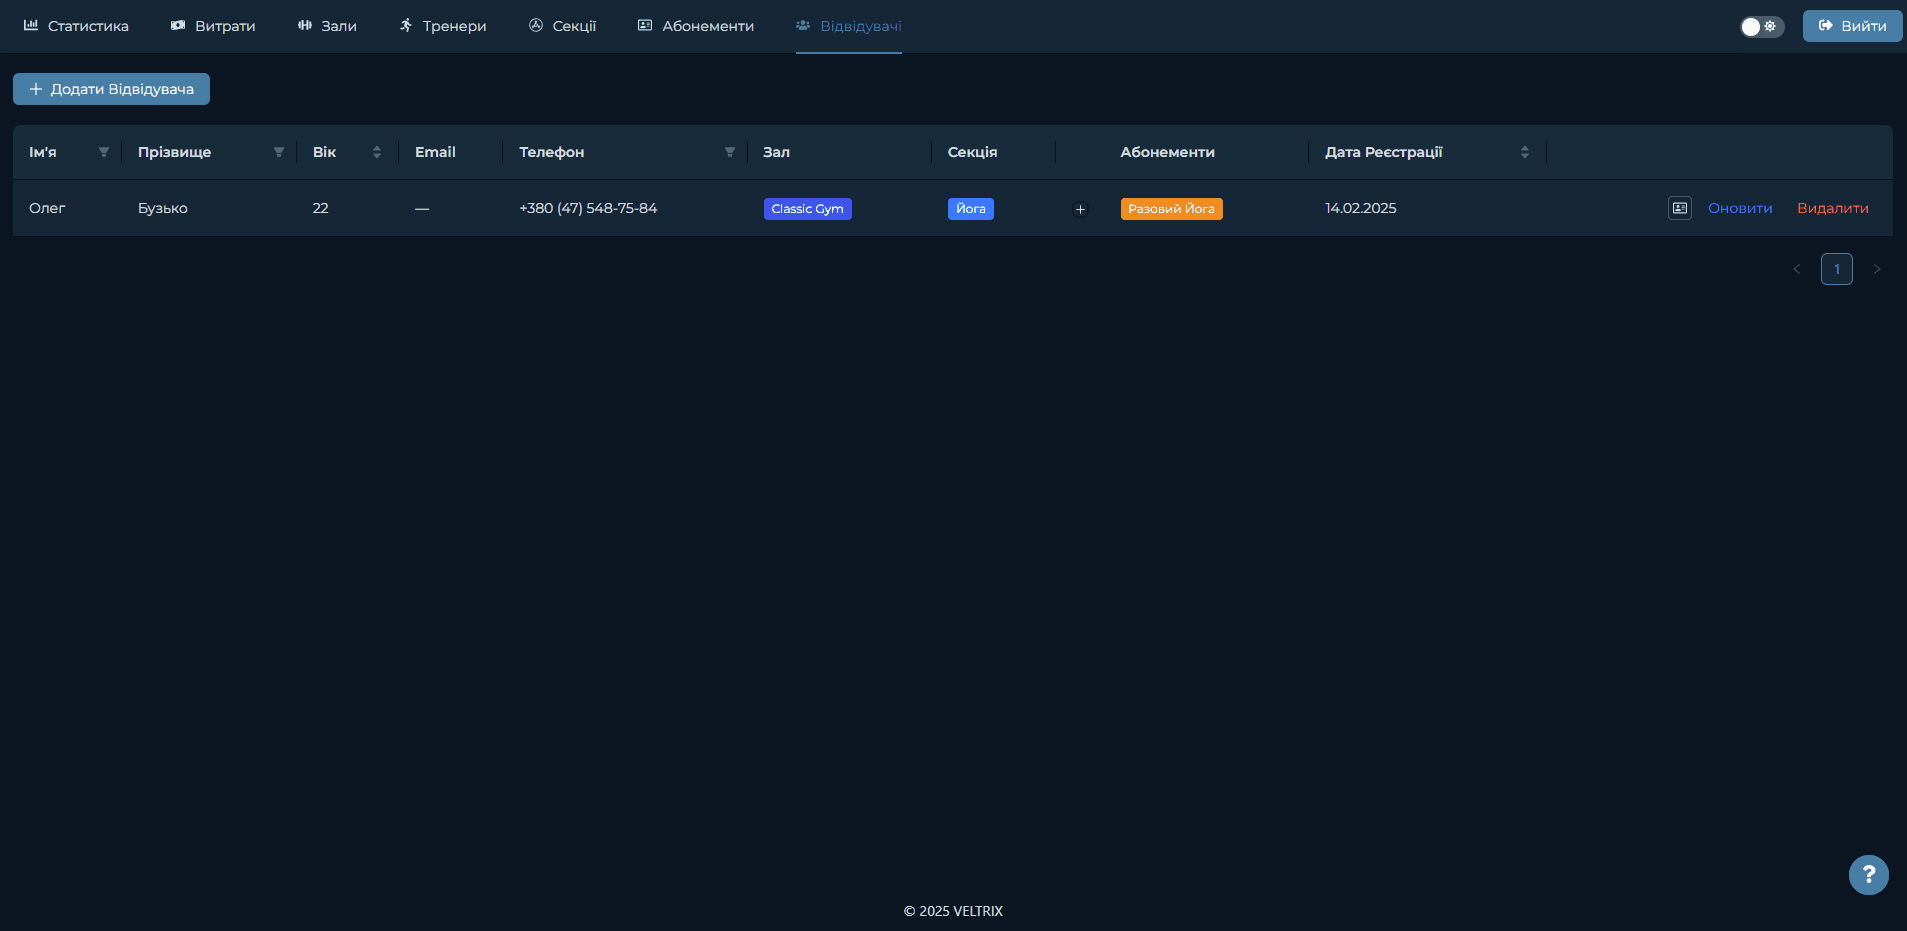 Статистика Витрати Зали Тренери Секції Абонементи Відвідувачі Вийти
+ Додати Відвідувача
Ім'я Прізвище Вік Email Телефон Зал Секція Абонементи Дата Реєстрації
Олег Бузько 22 — +380 (47) 548-75-84 Classic Gym Йога + Разовий Йога 14.02.2025 Оновити Видалити
< 1 >
?
© 2025 VELTRIX